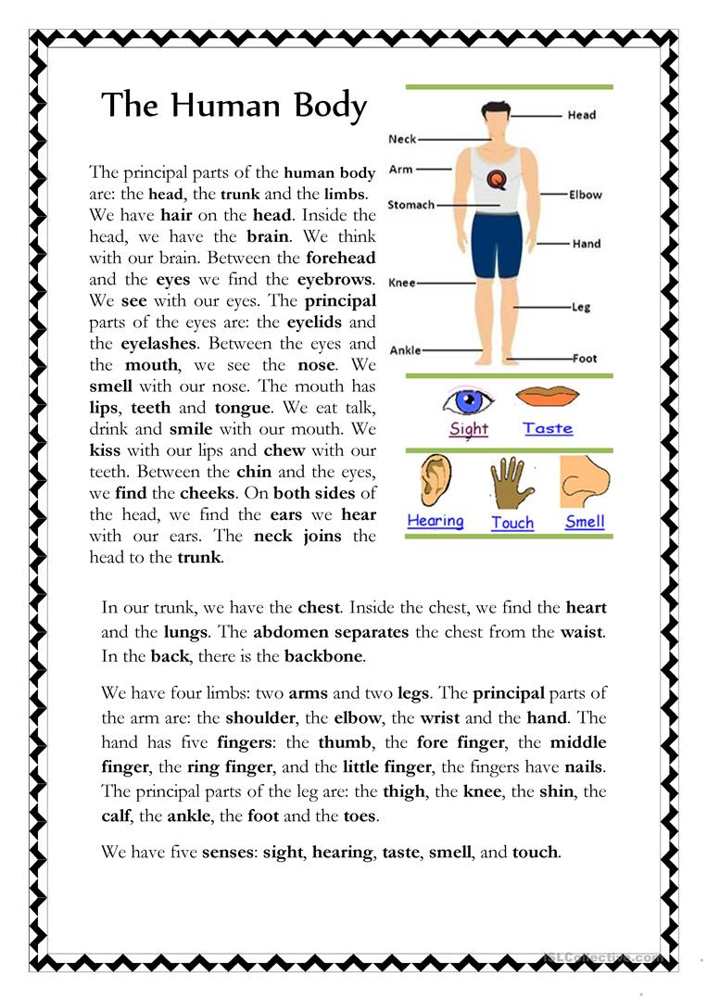 The Human Body
The principal parts of the human body
are: the head, the trunk and the limbs.
We have hair on the head. Inside the
head, we have the brain. We think
with our brain. Between the forehead
and the eyes we find the eyebrows.
We see with our eyes. The principal
parts of the eyes are: the eyelids and
the eyelashes. Between the eyes and
the mouth, we see the nose. We
smell with our nose. The mouth has
lips, teeth and tongue. We eat talk,
drink and smile with our mouth. We
kiss with our lips and chew with our
teeth. Between the chin and the eyes,
we find the cheeks. On both sides of
the head, we find the ears we hear
with our ears. The neck joins the
head to the trunk.
Head
Neck
Arm
Elbow
Stomach
Hand
Knee
Leg
Ankle
Foot
Sight
Taste
Hearing
Touch
Smell
In our trunk, we have the chest. Inside the chest, we find the heart
and the lungs. The abdomen separates the chest from the waist.
In the back, there is the backbone.
We have four limbs: two arms and two legs. The principal parts of
the arm are: the shoulder, the elbow, the wrist and the hand. The
hand has five fingers: the thumb, the fore finger, the middle
finger, the ring finger, and the little finger, the fingers have nails.
The principal parts of the leg are: the thigh, the knee, the shin, the
calf, the ankle, the foot and the toes.
We have five senses: sight, hearing, taste, smell, and touch.
iSLCollective.com